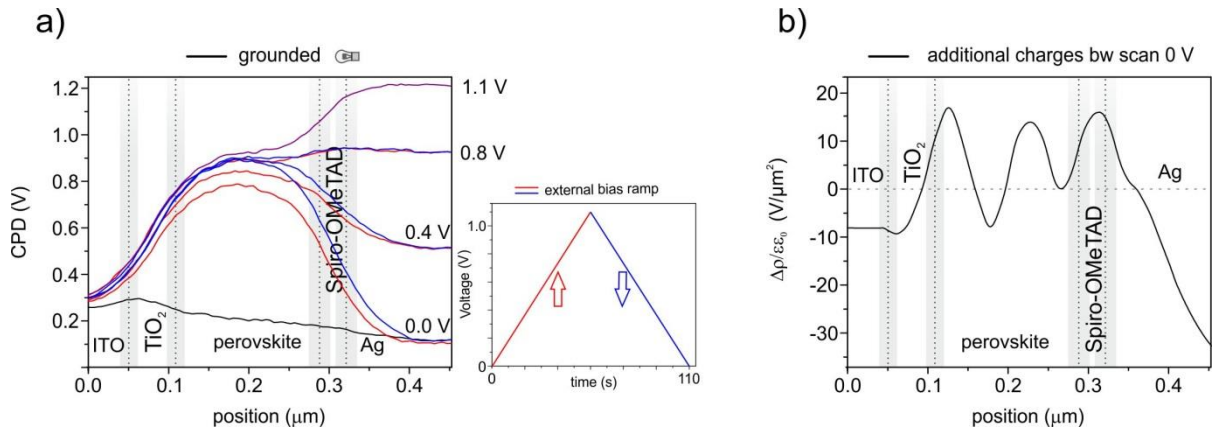 a)
grounded
1.2
1.0
0.8
0.6
0.4
0.2
CPD (V)
1.1 V
0.8 V
0.4 V
0.0 V
ITO
TiO₂
perovskite
Spiro-OMeTAD
Ag
0.0
0.1
0.2
0.3
0.4
position (μm)
external bias ramp
1.0
0
Voltage (V)
0
110
time (s)
b)
additional charges bw scan 0 V
20
10
0
-10
-20
-30
Δρ/εε₀ (V/μm²)
ITO
TiO₂
perovskite
Spiro-OMeTAD
Ag
0.0
0.1
0.2
0.3
0.4
position (μm)